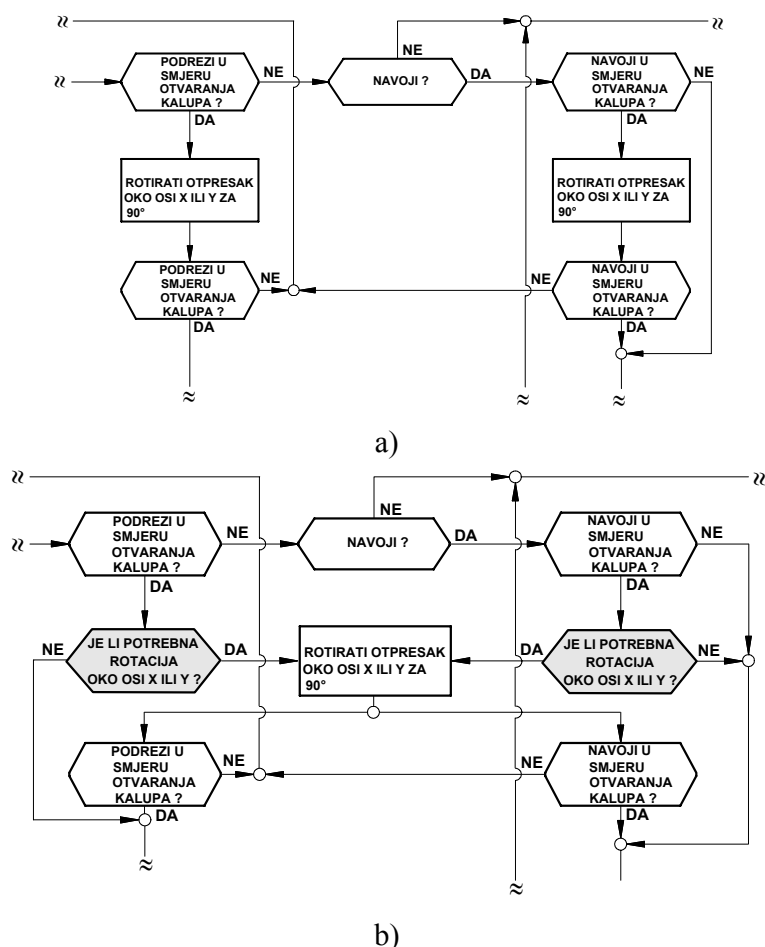 NE
PODREZI U
SMJERU
OTVARANJA
KALUPA ?
NE
NAVOJI ?
DA
NAVOJI U
SMJERU
OTVARANJA
KALUPA ?
NE
DA
DA
ROTIRATI OTPRESAK
OKO OSI X ILI Y ZA
90°
ROTIRATI OTPRESAK
OKO OSI X ILI Y ZA
90°
PODREZI U
SMJERU
OTVARANJA
KALUPA ?
NE
NE
NAVOJI U
SMJERU
OTVARANJA
KALUPA ?
DA
DA
a)
NE
PODREZI U
SMJERU
OTVARANJA
KALUPA ?
NE
NAVOJI ?
DA
NAVOJI U
SMJERU
OTVARANJA
KALUPA ?
NE
DA
DA
NE
JE LI POTREBNA
ROTACIJA
OKO OSI X ILI Y ?
DA
ROTIRATI OTPRESAK
OKO OSI X ILI Y ZA
90°
DA
JE LI POTREBNA
ROTACIJA
OKO OSI X ILI Y ?
NE
PODREZI U
SMJERU
OTVARANJA
KALUPA ?
NE
NE
NAVOJI U
SMJERU
OTVARANJA
KALUPA ?
DA
DA
b)